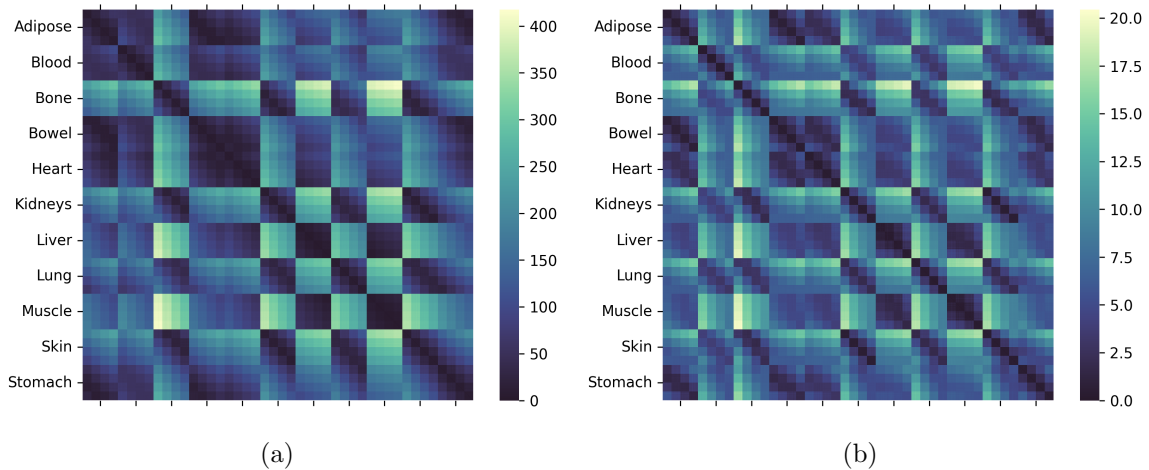 Adipose
Blood
Bone
Bowel
Heart
Kidneys
Liver
Lung
Muscle
Skin
Stomach
400
350
300
250
200
150
100
50
0
(a)
Adipose
Blood
Bone
Bowel
Heart
Kidneys
Liver
Lung
Muscle
Skin
Stomach
20.0
17.5
15.0
12.5
10.0
7.5
5.0
2.5
0.0
(b)